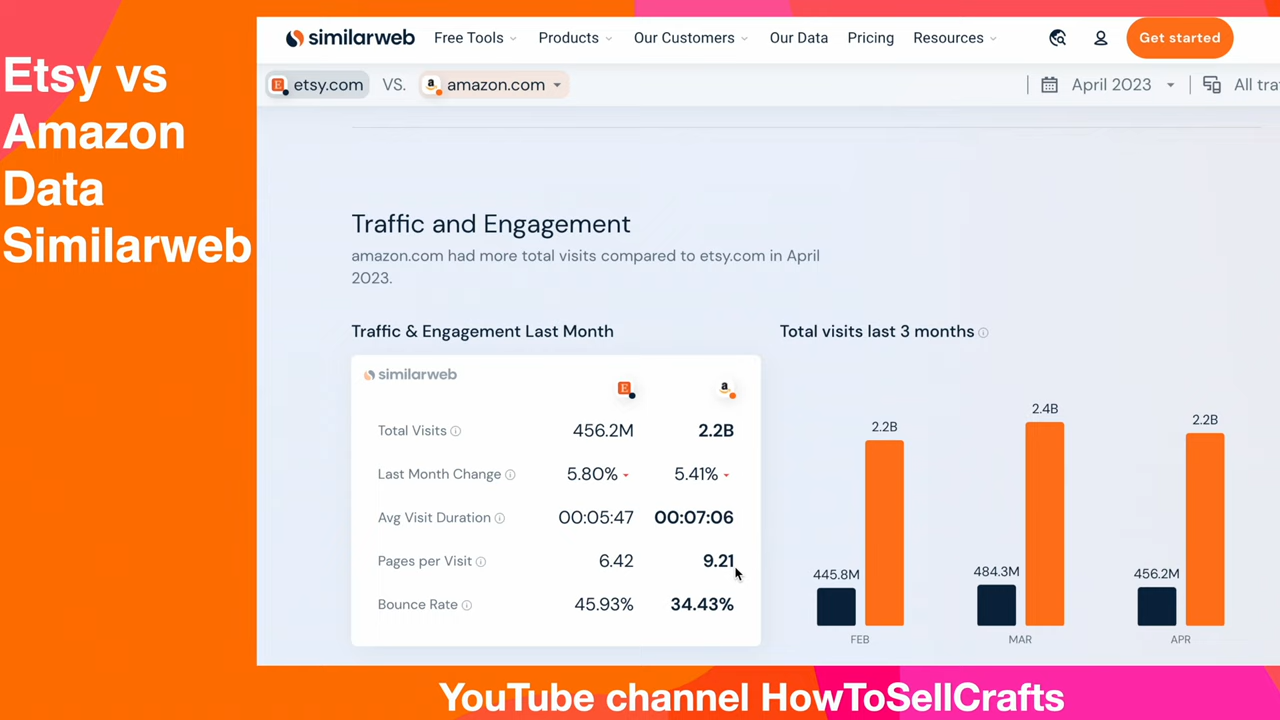 Etsy vs
Amazon
Data
Similarweb
similarweb Free Tools Products Our Customers Our Data Pricing Resources Get started
etsy.com VS. amazon.com April 2023 All tra
Traffic and Engagement
amazon.com had more total visits compared to etsy.com in April
2023.
Traffic & Engagement Last Month
similarweb
E a
Total Visits 456.2M 2.2B
Last Month Change 5.80% 5.41%
Avg Visit Duration 00:05:47 00:07:06
Pages per Visit 6.42 9.21
Bounce Rate 45.93% 34.43%
Total visits last 3 months
445.8M 2.2B 484.3M 2.4B 456.2M 2.2B
FEB MAR APR
YouTube channel HowToSellCrafts